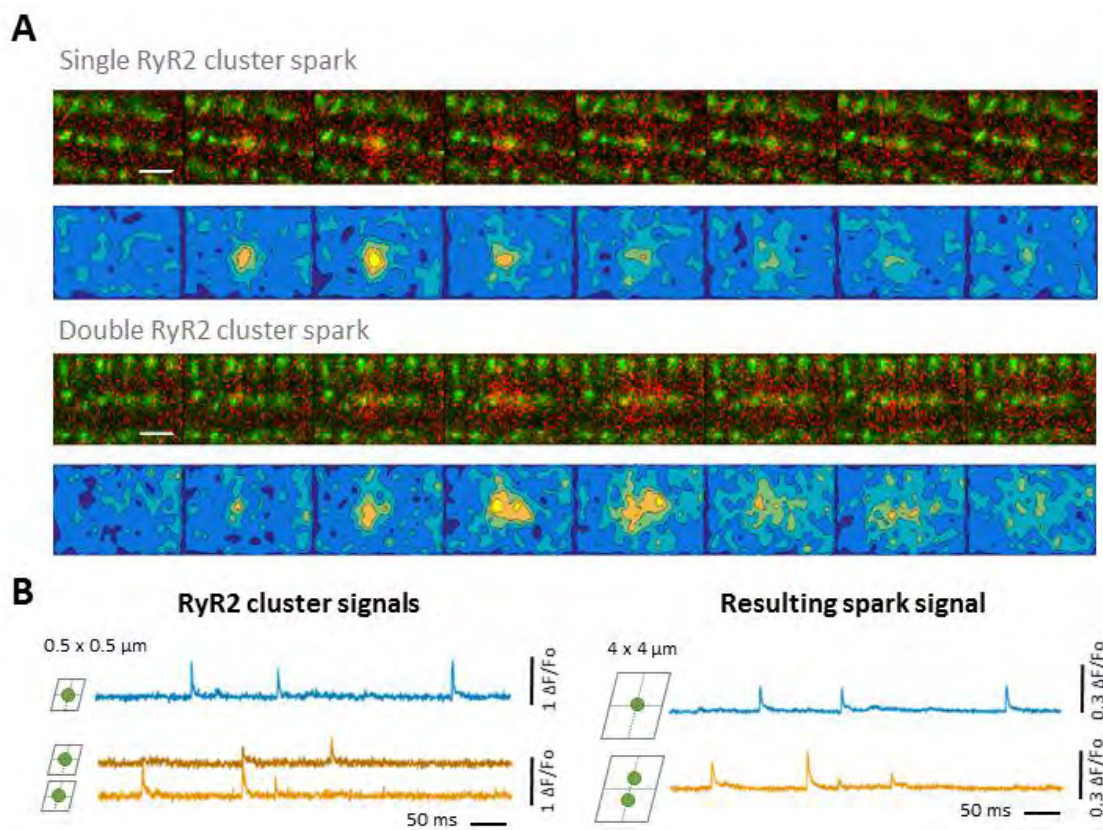 A
Single RyR2 cluster spark
Double RyR2 cluster spark
B
RyR2 cluster signals
Resulting spark signal
0.5 x 0.5 µm
1 ΔF/Fo
1 ΔF/Fo
50 ms
4 x 4 µm
0.3 ΔF/Fo
0.3 ΔF/Fo
50 ms